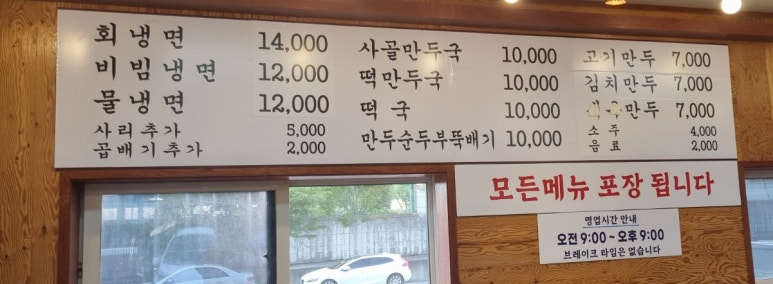 회냉면 14,000
비빔냉면 12,000
물냉면 12,000
사리추가 5,000
곱배기추가 2,000
사골만두국 10,000
떡만두국 10,000
떡국 10,000
만두순두부뚝배기 10,000
고기만두 7,000
김치만두 7,000
만두 7,000
소주 4,000
음료 2,000
모든메뉴 포장 됩니다
영업시간 안내
오전 9:00~오후 9:00
브레이크 타임은 없습니다